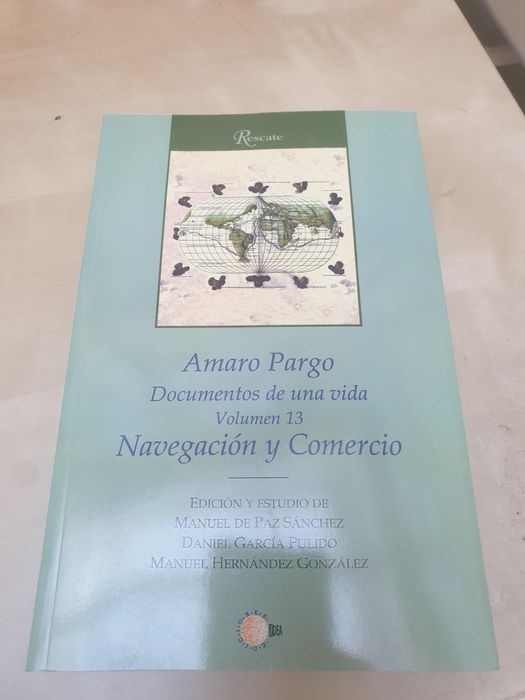 Rescate
Amaro Pargo
Documentos de una vida
Volumen 13
Navegación y Comercio
EDICIÓN Y ESTUDIO DE
MANUEL DE PAZ SÁNCHEZ
DANIEL GARCÍA PULIDO
MANUEL HERNÁNDEZ GONZÁLEZ
EDICIONES
IDEA